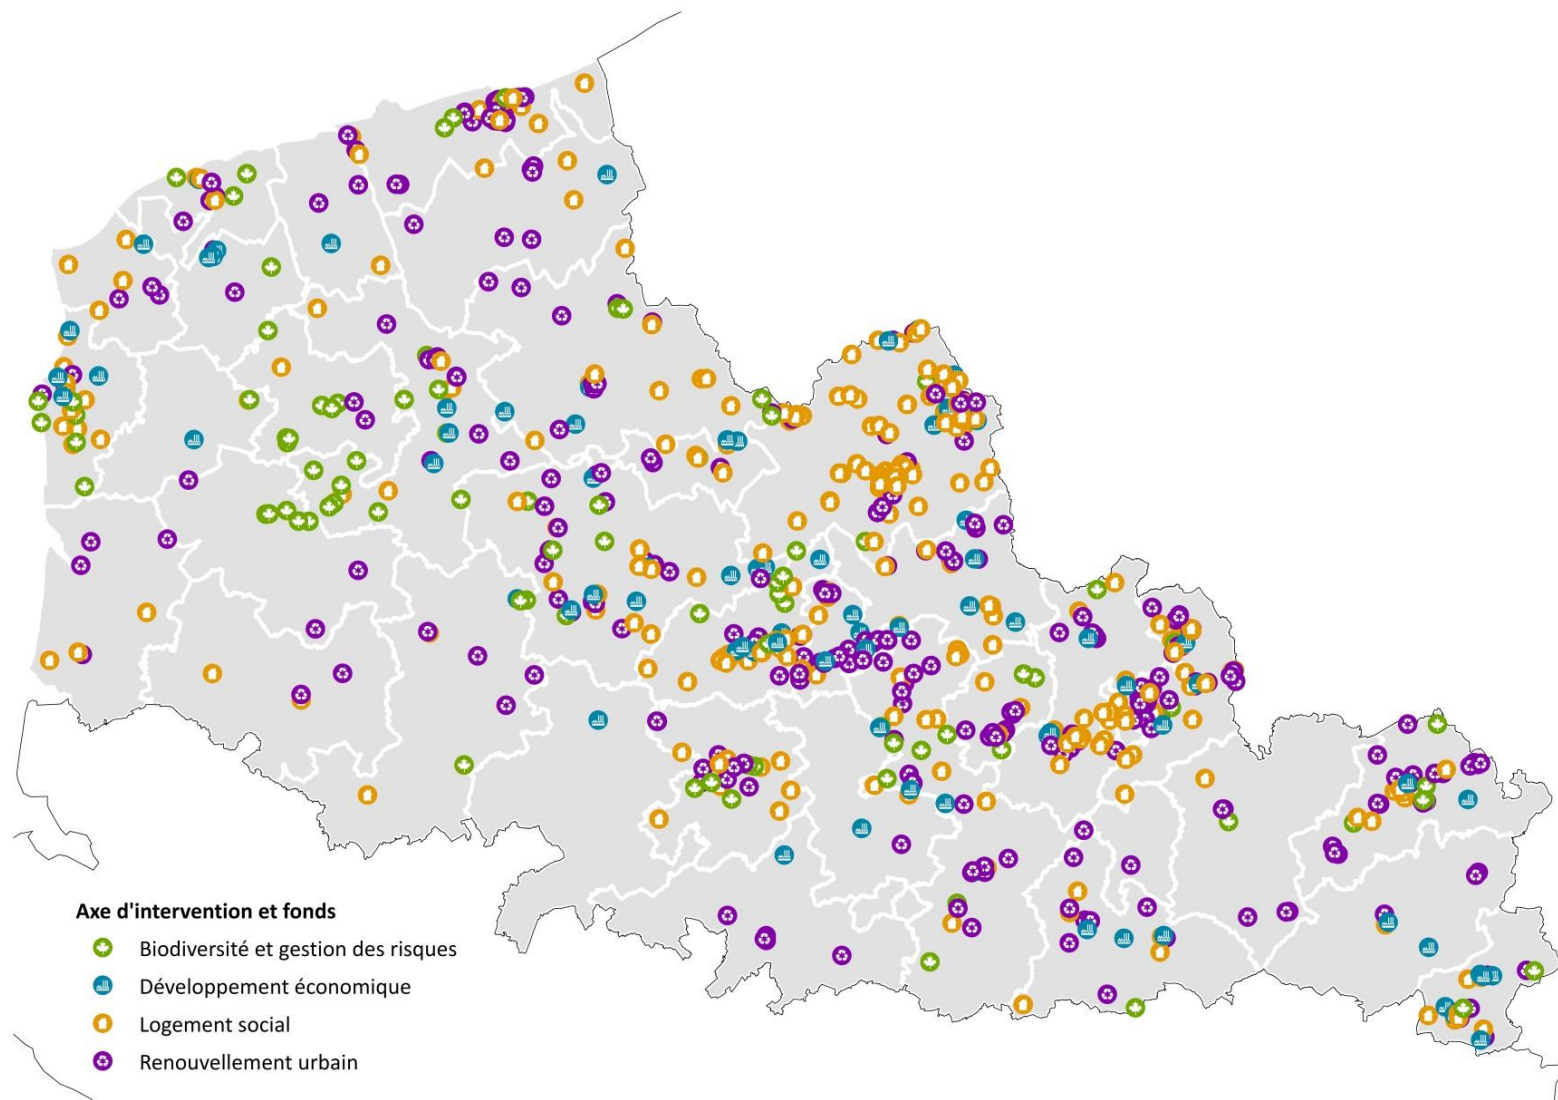 Axe d'intervention et fonds
Biodiversité et gestion des risques
Développement économique
Logement social
Renouvellement urbain